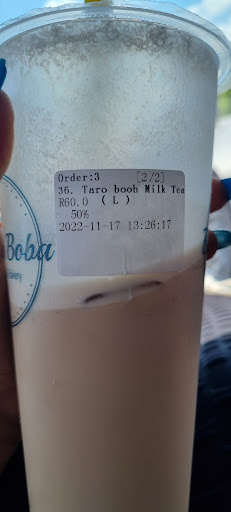 Order:3 [2/2]
36. Taro boob Milk Tea
R60.0 ( L )
50%
2022-11-17 13:26:17
Boba